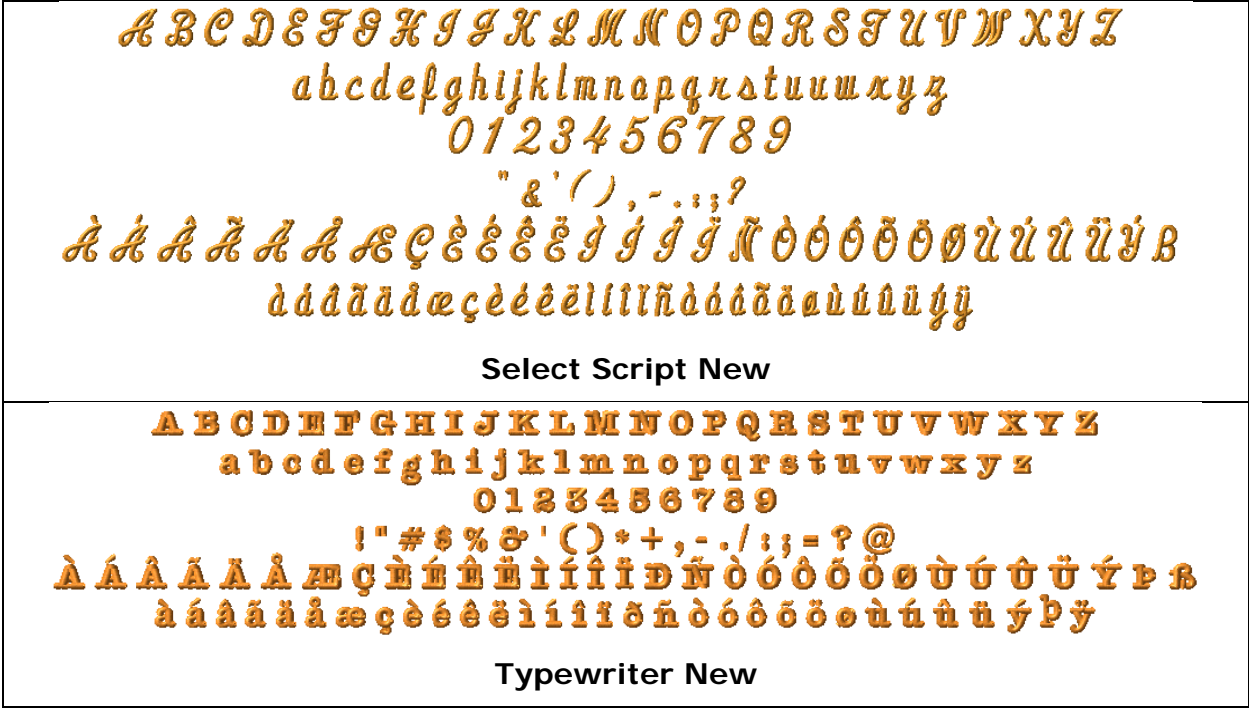 A B C D E F G H I J K L M N O P Q R S T U V W X Y Z
a b c d e f g h i j k l m n o p q r s t u v w x y z
0 1 2 3 4 5 6 7 8 9
" & ' ( ) , - . : ; ?
À Á Â Ã Ä Å Æ Ç È É Ê Ë Ì Í Î Ï Ñ Ò Ó Ô Õ Ö Ø Ù Ú Û Ü Ý ß
à á â ã ä å æ ç è é ê ë ì í î ï ñ ò ó ô õ ö ø ù ú û ü ý ÿ
Select Script New
A B C D E F G H I J K L M N O P Q R S T U V W X Y Z
a b c d e f g h i j k l m n o p q r s t u v w x y z
0 1 2 3 4 5 6 7 8 9
! " # $ % & ' ( ) * + , - . / : ; = ? @
À Á Â Ã Ä Å Æ Ç È É Ê Ë Ì Í Î Ï Ð Ñ Ò Ó Ô Õ Ö Ø Ù Ú Û Ü Ý Þ ß
à á â ã ä å æ ç è é ê ë ì í î ï ð ñ ò ó ô õ ö ø ù ú û ü ý þ ÿ
Typewriter New